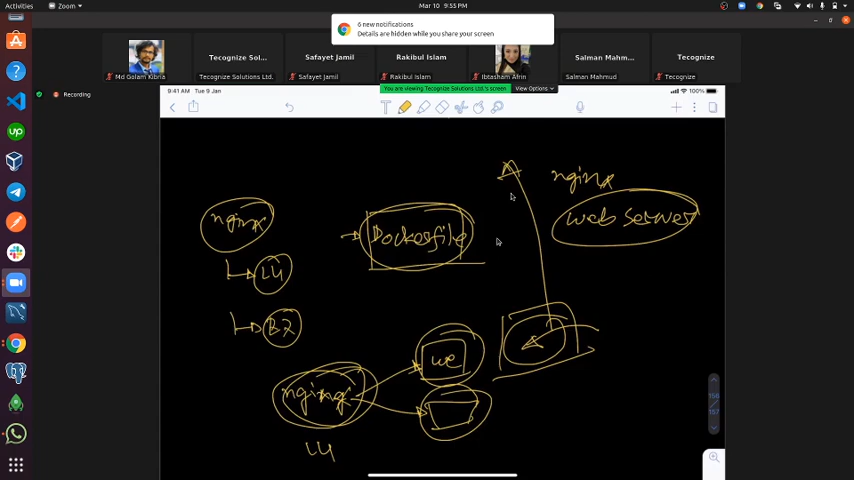 Activities
Zoom
Mar 10 9:55 PM
6 new notifications
Details are hidden while you share your screen
Md Golam Kibria
Tecognize Sol...
Tecognize Solutions Ltd.
Safayet Jamil
Safayet Jamil
Rakibul Islam
Rakibul Islam
Ibtasham Afrin
Salman Mahm...
Salman Mahmud
Tecognize
Tecognize
You are viewing Tecognize Solutions Ltd.'s screen
View Options
Recording
9:41 AM Tue 9 Jan
100%
nginx
web server
nginx
Dockerfile
L4
we
nginx
L4
156
157